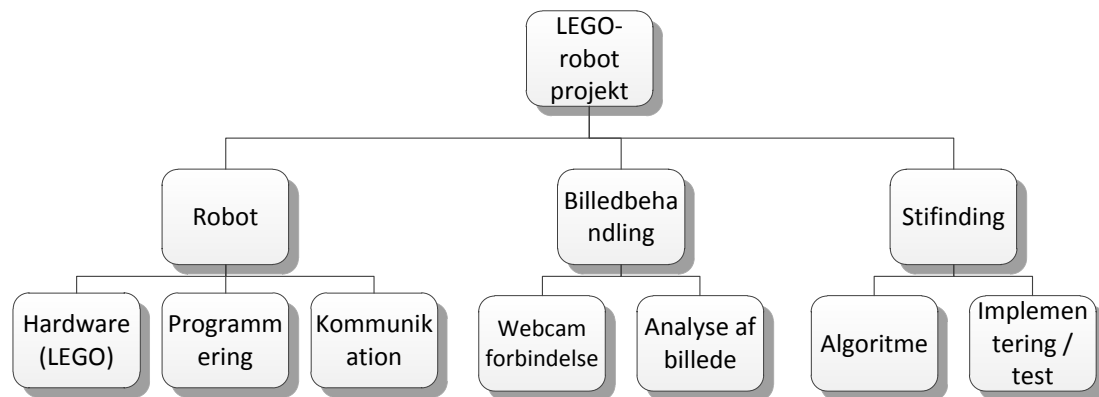 LEGO-
robot
projekt
Robot
Billedbeha
ndling
Stifinding
Hardware
(LEGO)
Programm
ering
Kommunik
ation
Webcam
forbindelse
Analyse af
billede
Algoritme
Implemen
tering /
test